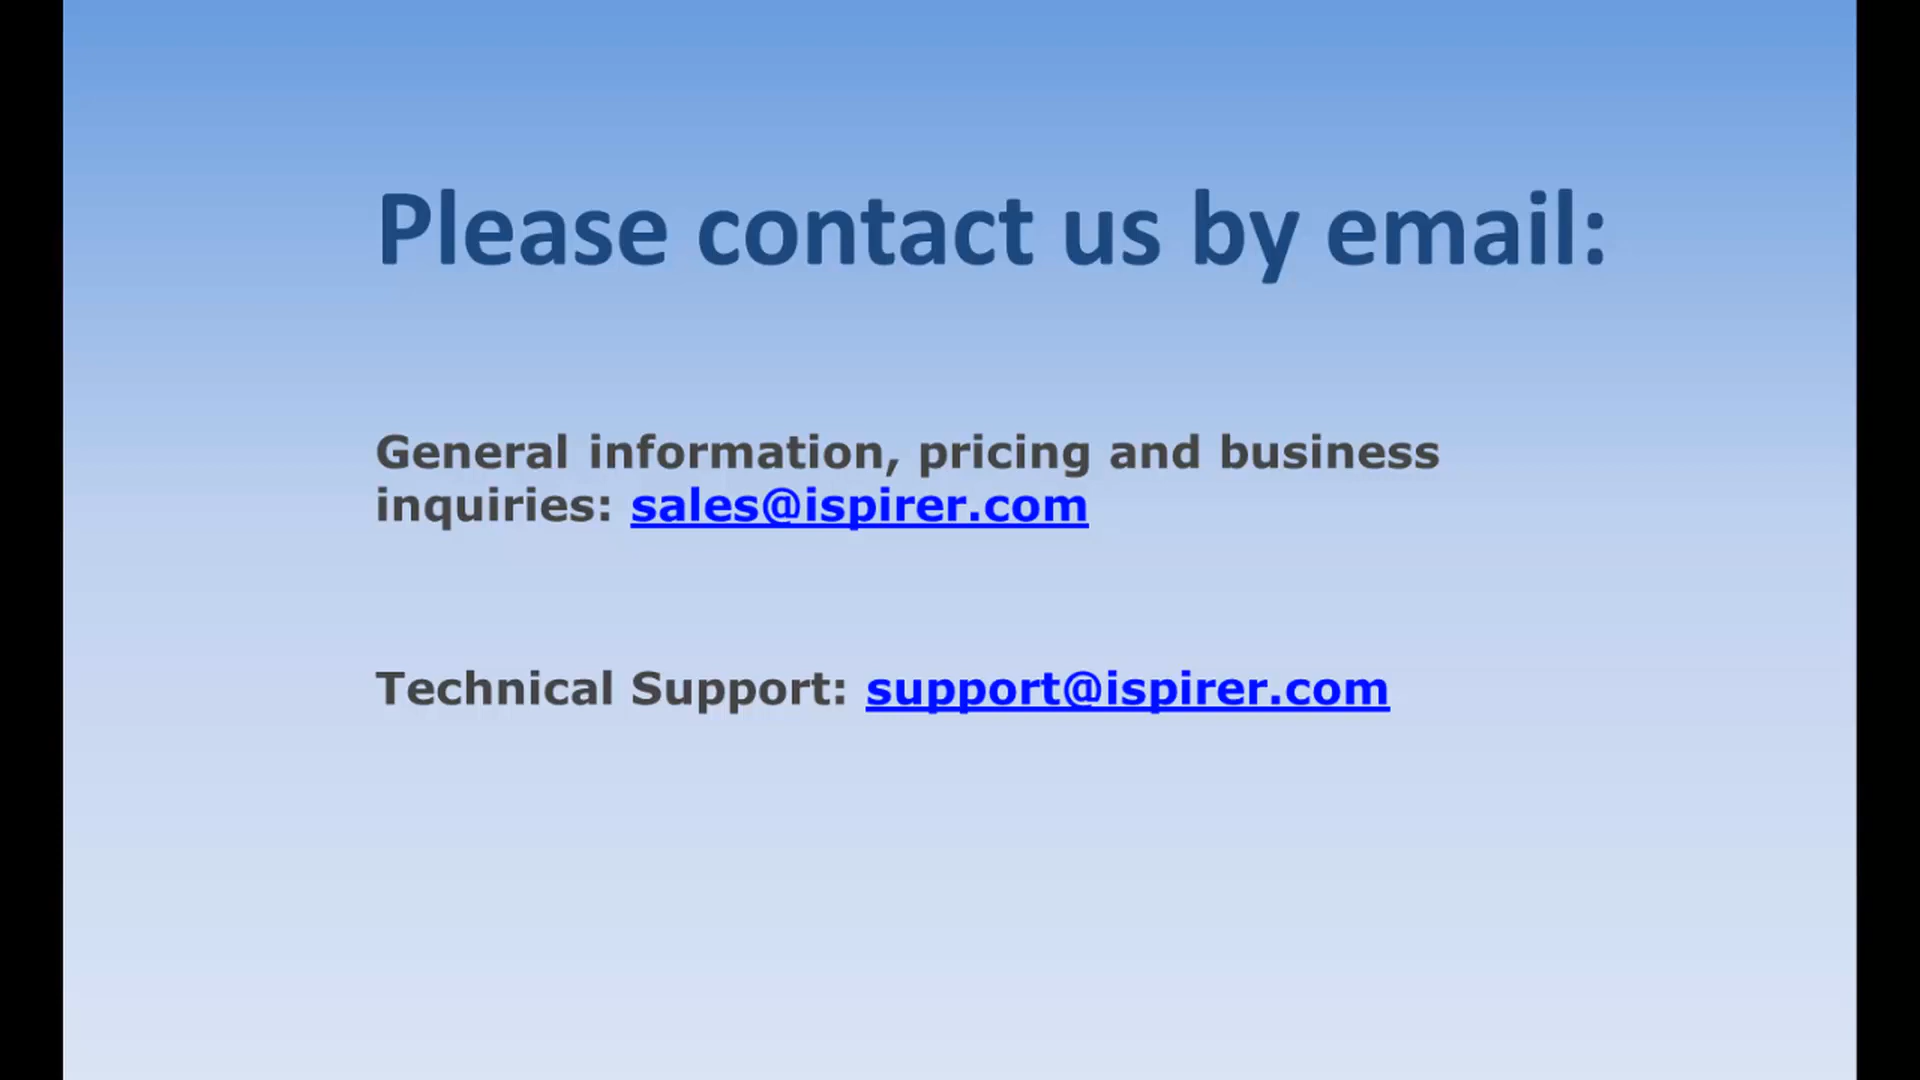 Please contact us by email:
General information, pricing and business
inquiries: sales@ispirer.com
Technical Support: support@ispirer.com